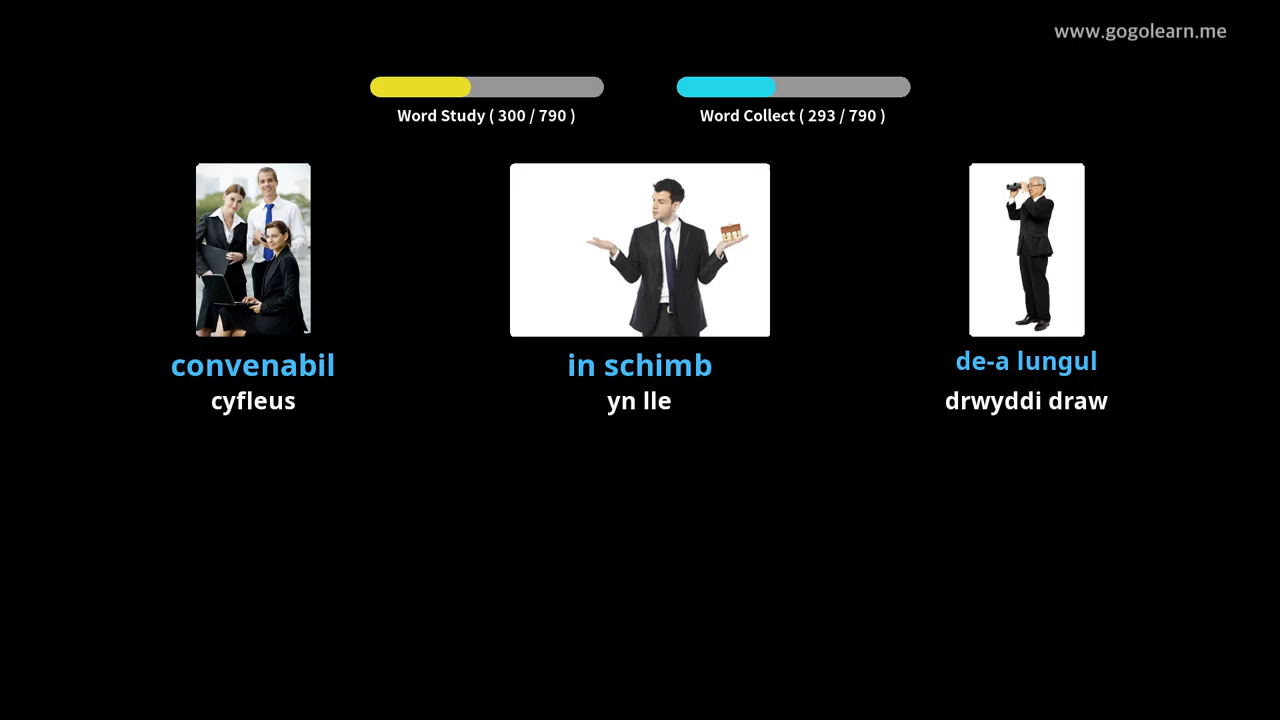 www.gogolearn.me
Word Study ( 300 / 790 )
Word Collect ( 293 / 790 )
convenabil
cyfleus
in schimb
yn lle
de-a lungul
drwyddi draw